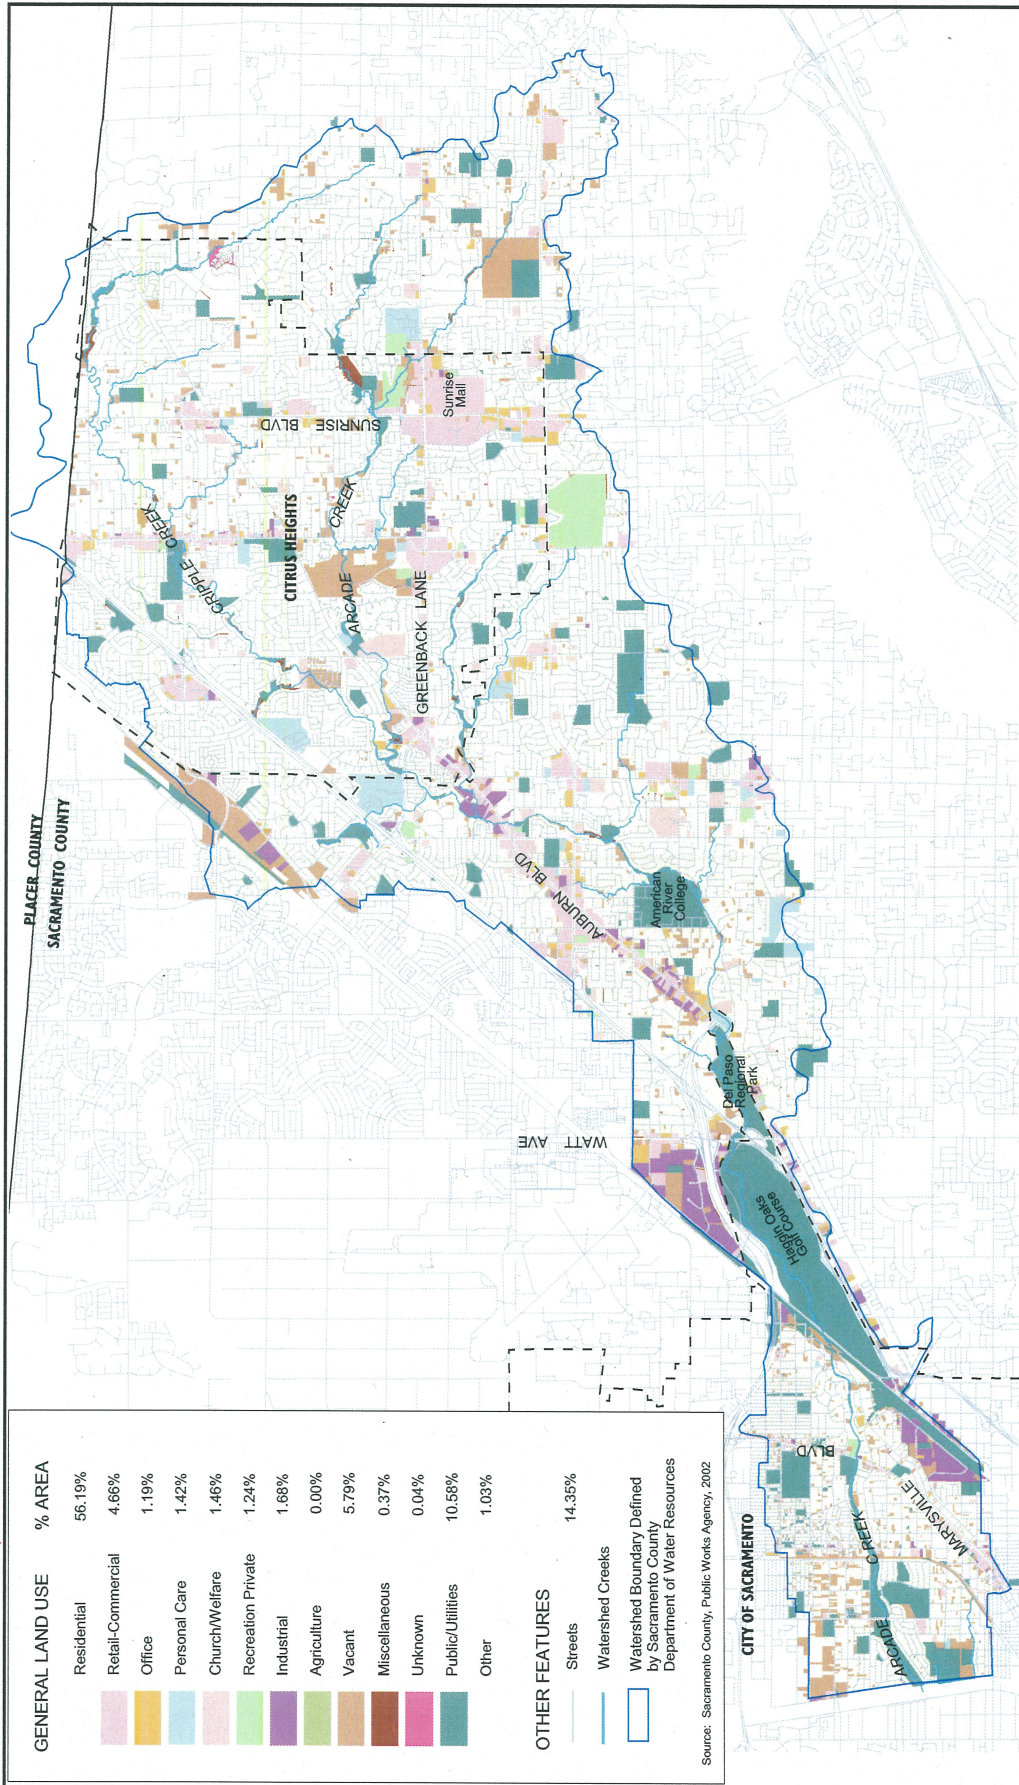 PLACER COUNTY
SACRAMENTO COUNTY
CRIPPLE CREEK
CITRUS HEIGHTS
SUNRISE BLVD
ARCADE CREEK
GREENBACK LANE
Sunrise
Mall
AUBURN BLVD
American
River
College
WATT AVE
Del Paso
Regional
Park
Haggin Oaks
Golf Course
MARYSVILLE BLVD
ARCADE CREEK
CITY OF SACRAMENTO
GENERAL LAND USE % AREA
Residential 56.19%
Retail-Commercial 4.66%
Office 1.19%
Personal Care 1.42%
Church/Welfare 1.46%
Recreation Private 1.24%
Industrial 1.68%
Agriculture 0.00%
Vacant 5.79%
Miscellaneous 0.37%
Unknown 0.04%
Public/Utilities 10.58%
Other 1.03%
OTHER FEATURES
Streets 14.35%
Watershed Creeks
Watershed Boundary Defined
by Sacramento County
Department of Water Resources
Source: Sacramento County, Public Works Agency, 2002